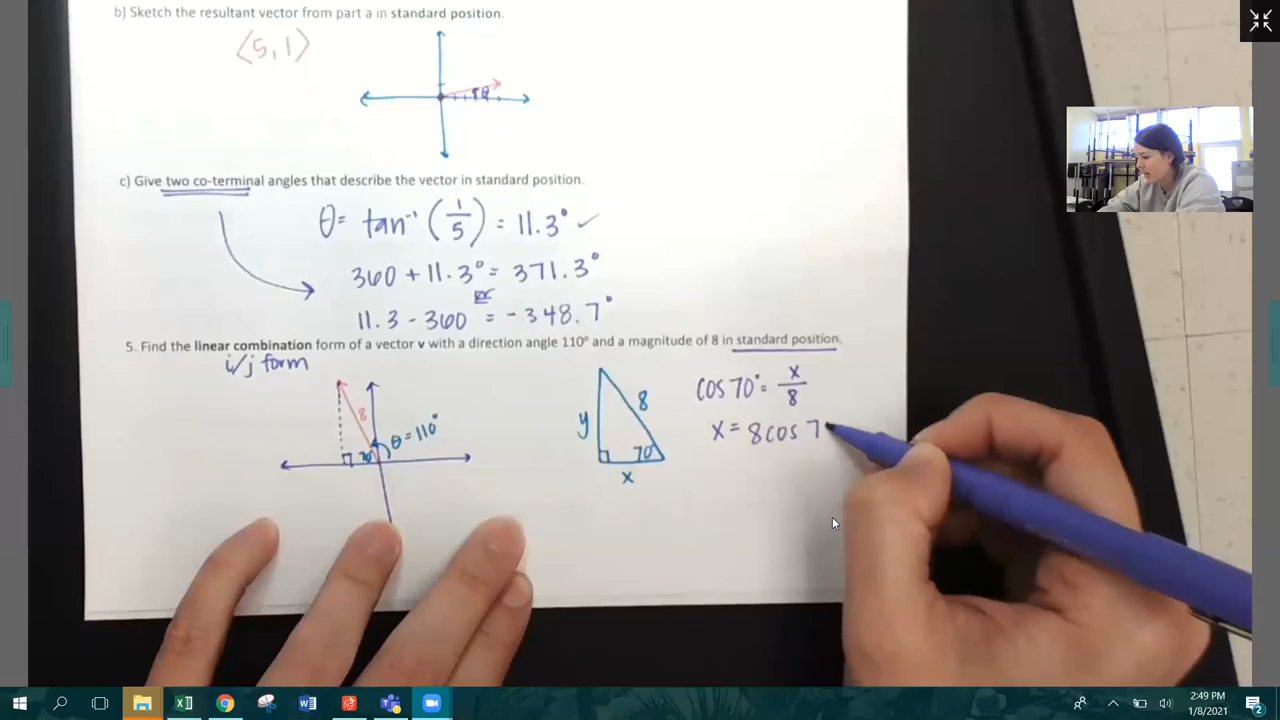 b) Sketch the resultant vector from part a in standard position.
⟨5, 1⟩
θ
c) Give two co-terminal angles that describe the vector in standard position.
θ= tan⁻¹ (1/5) = 11.3° ✓
360 + 11.3° = 371.3°
or
11.3 - 360 = -348.7°
5. Find the linear combination form of a vector v with a direction angle 110° and a magnitude of 8 in standard position.
i/j form
8
θ = 110°
70
y
8
70
x
cos 70° = x/8
x = 8cos 7
2:49 PM
1/8/2021
2